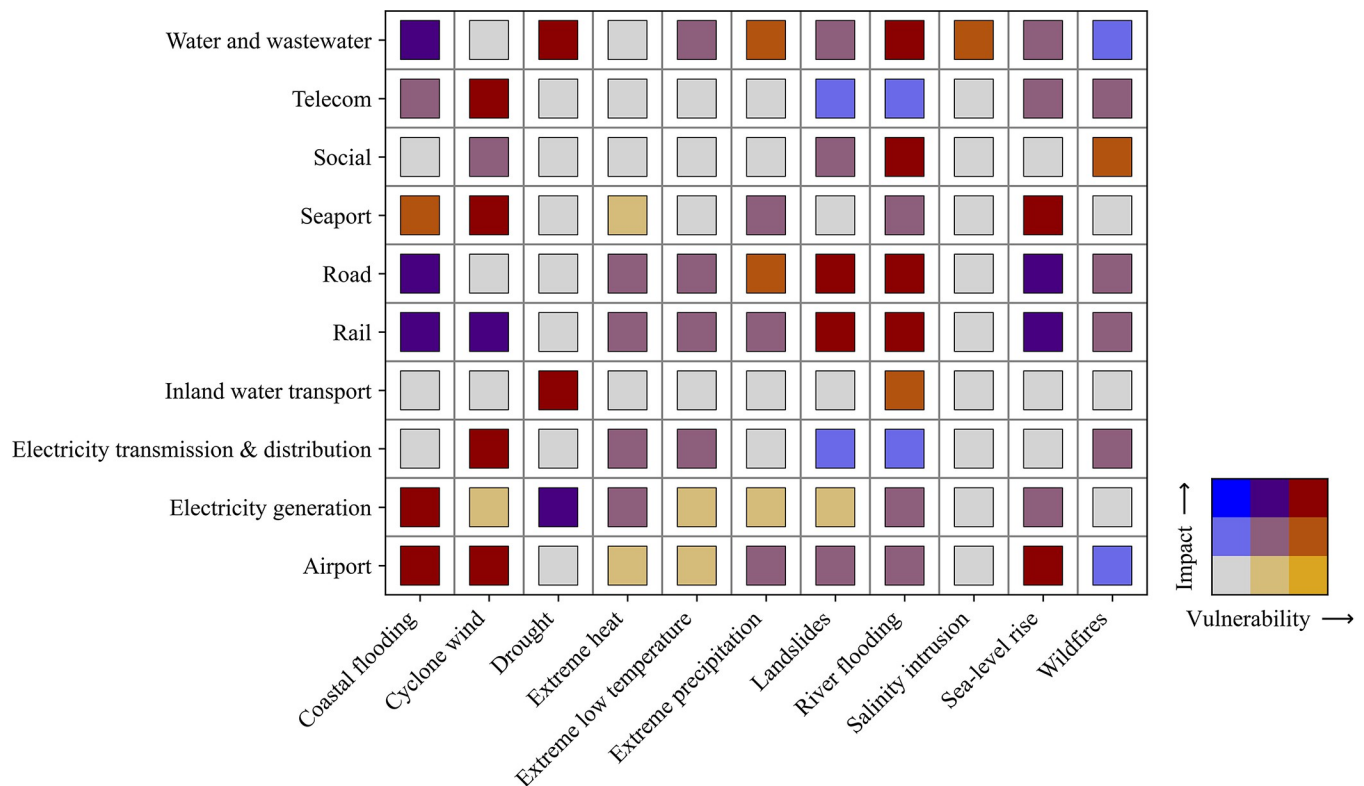 Water and wastewater
Telecom
Social
Seaport
Road
Rail
Inland water transport
Electricity transmission & distribution
Electricity generation
Airport
Coastal flooding
Cyclone wind
Drought
Extreme heat
Extreme low temperature
Extreme precipitation
Landslides
River flooding
Salinity intrusion
Sea-level rise
Wildfires
Impact →
Vulnerability →